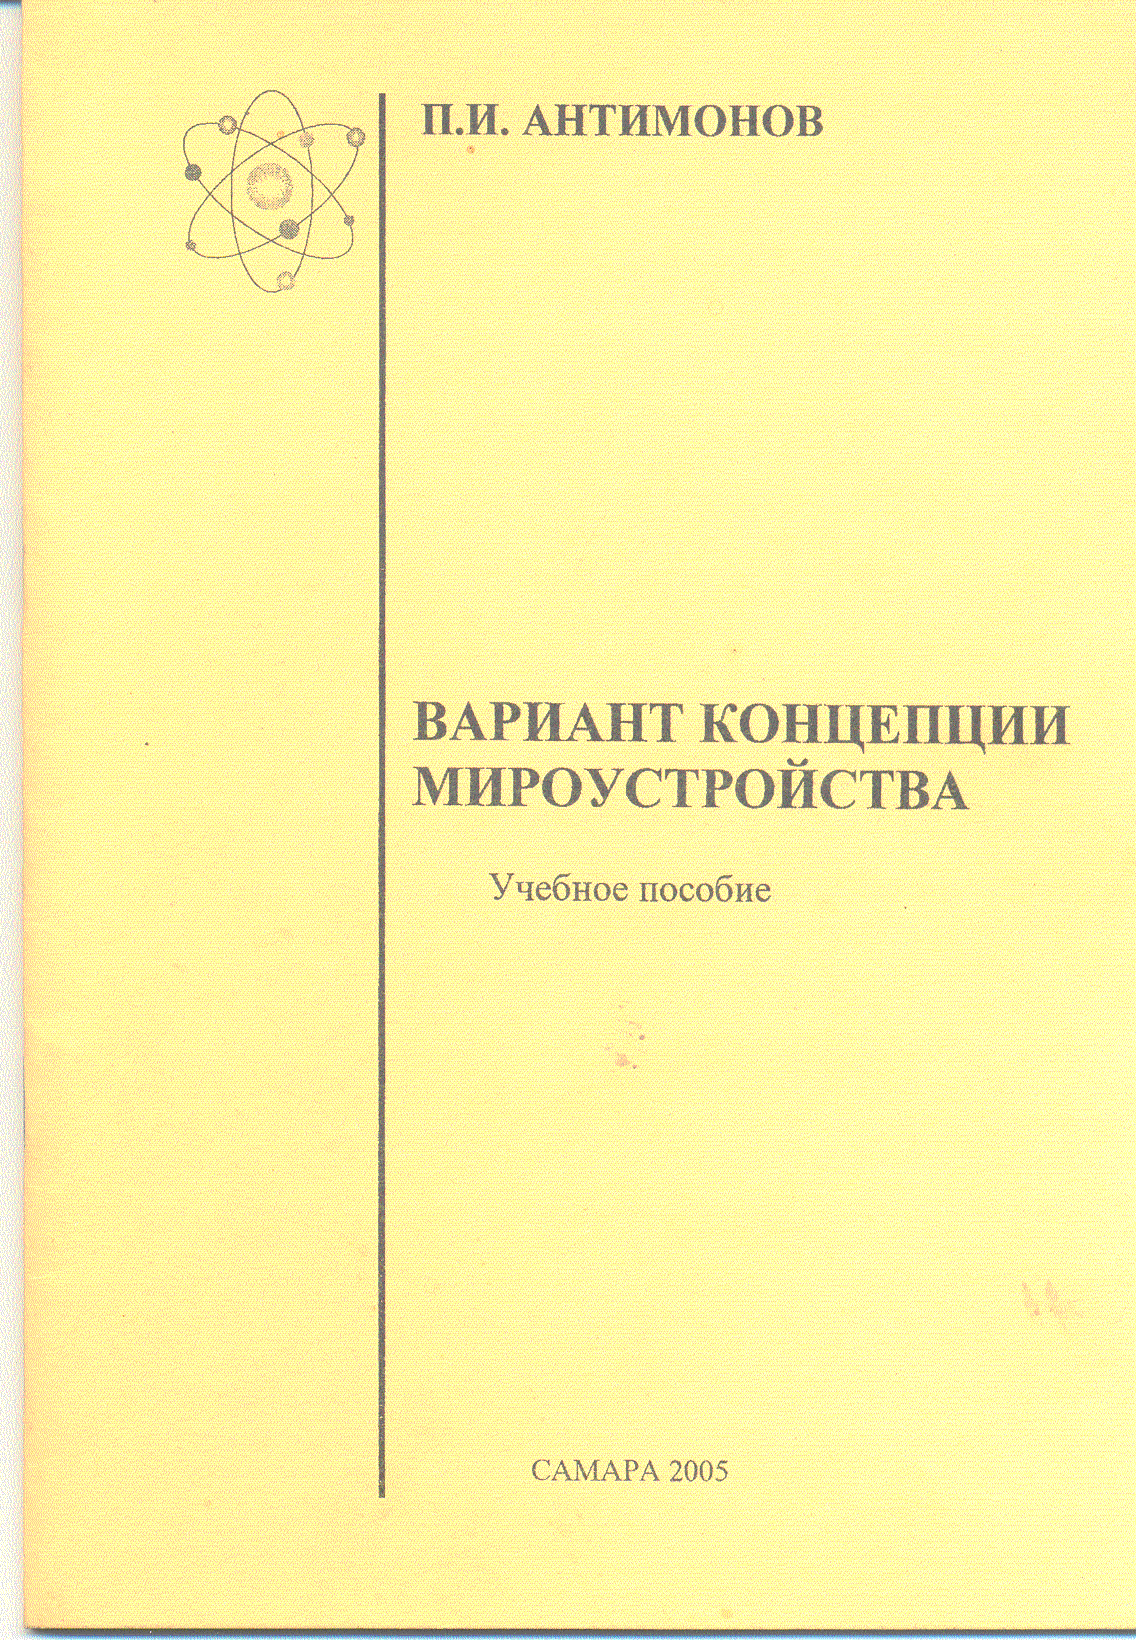 П.И. АНТИМОНОВ
ВАРИАНТ КОНЦЕПЦИИ
МИРОУСТРОЙСТВА
Учебное пособие
САМАРА 2005